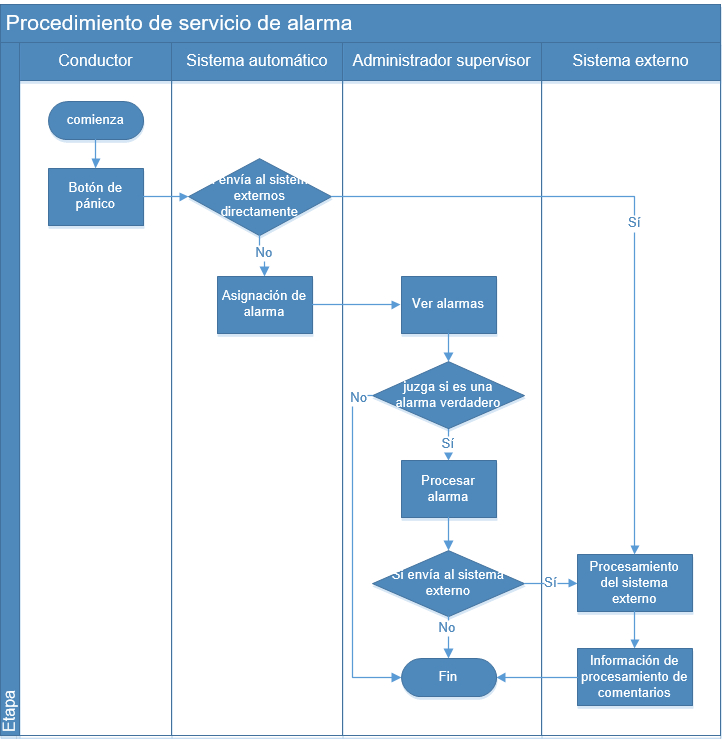 Procedimiento de servicio de alarma
Conductor
Sistema automático
Administrador supervisor
Sistema externo
comienza
Botón de
pánico
envía al sistem
externos
directamente
Sí
No
Asignación de
alarma
Ver alarmas
juzga si es una
alarma verdadero
No
Sí
Procesar
alarma
Si envía al sistema
externo
Sí
Procesamiento
del sistema
externo
No
Información de
procesamiento de
comentarios
Fin
Etapa